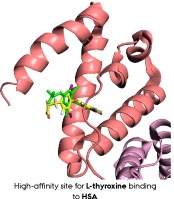 High-affinity site for L-thyroxine binding
to HSA